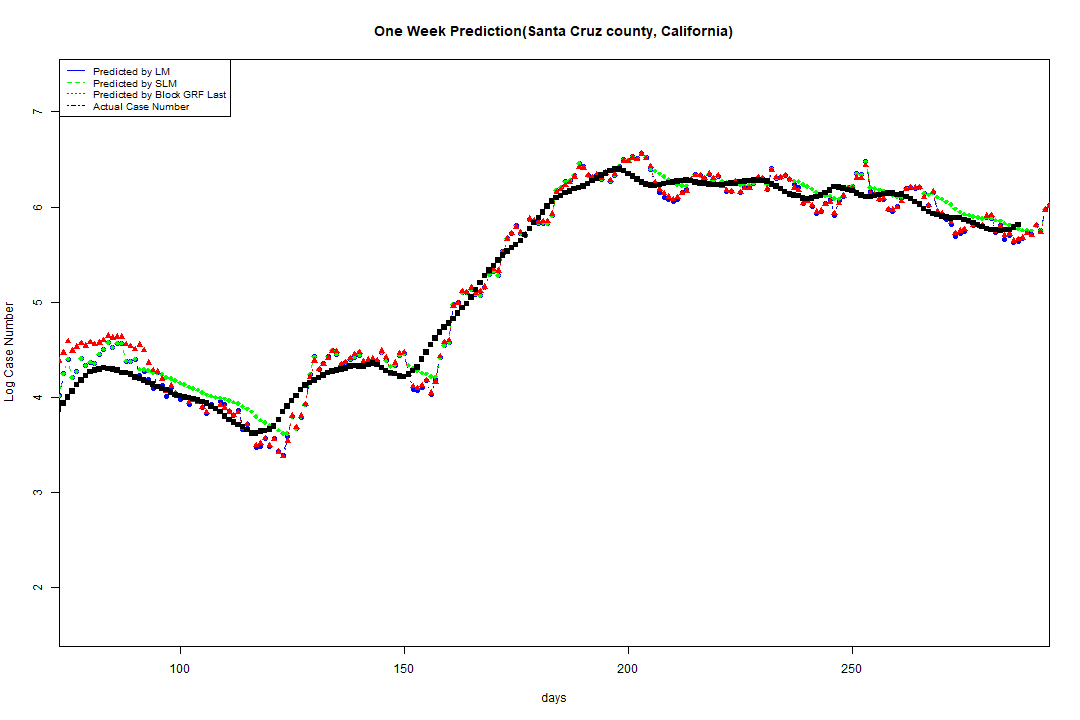 One Week Prediction(Santa Cruz county, California)
Predicted by LM
Predicted by SLM
Predicted by Block GRF Last
Actual Case Number
7
6
5
4
3
2
Log Case Number
100 150 200 250
days